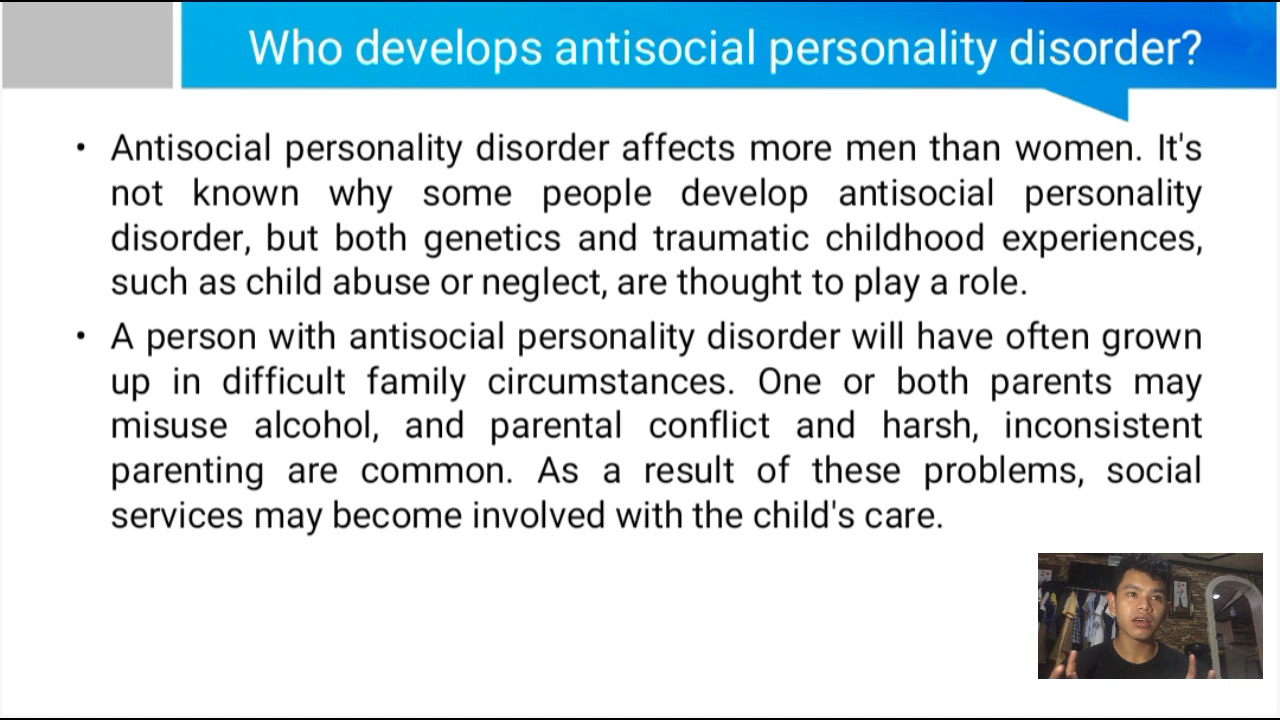 Who develops antisocial personality disorder?
• Antisocial personality disorder affects more men than women. It's
not known why some people develop antisocial personality
disorder, but both genetics and traumatic childhood experiences,
such as child abuse or neglect, are thought to play a role.
• A person with antisocial personality disorder will have often grown
up in difficult family circumstances. One or both parents may
misuse alcohol, and parental conflict and harsh, inconsistent
parenting are common. As a result of these problems, social
services may become involved with the child's care.